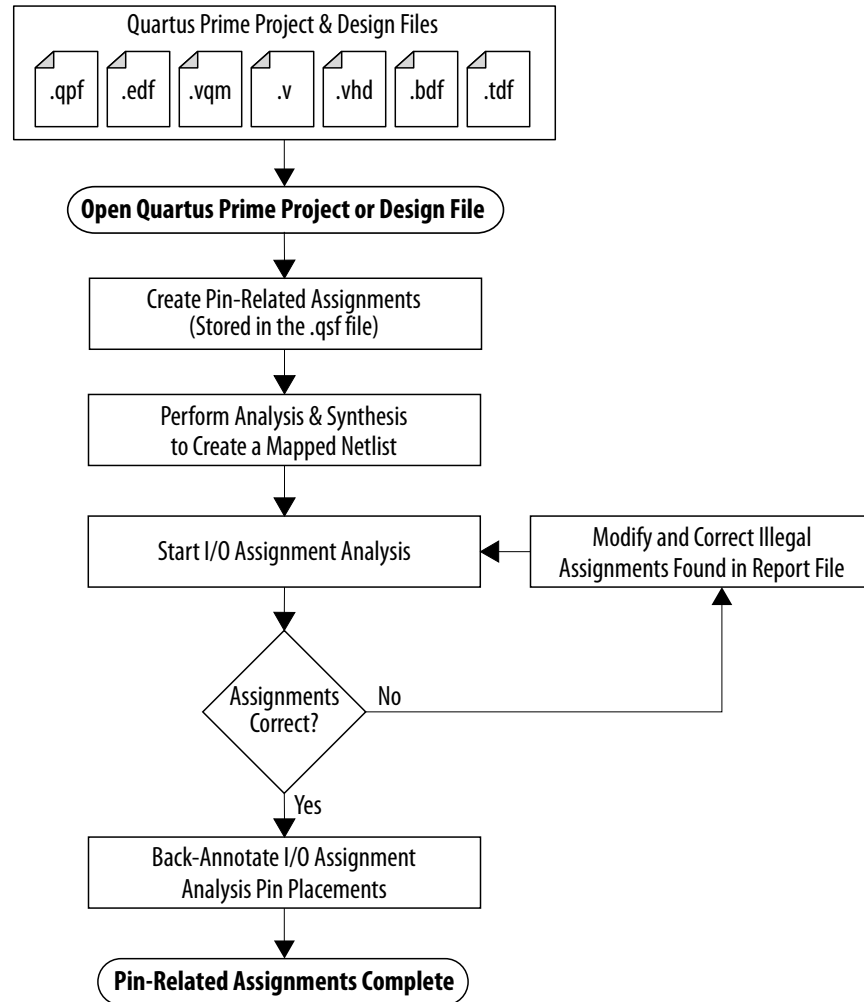 Quartus Prime Project & Design Files
.qpf .edf .vqm .v .vhd .bdf .tdf
Open Quartus Prime Project or Design File
Create Pin-Related Assignments
(Stored in the .qsf file)
Perform Analysis & Synthesis
to Create a Mapped Netlist
Start I/O Assignment Analysis
Modify and Correct Illegal
Assignments Found in Report File
Assignments
Correct?
No
Yes
Back-Annotate I/O Assignment
Analysis Pin Placements
Pin-Related Assignments Complete